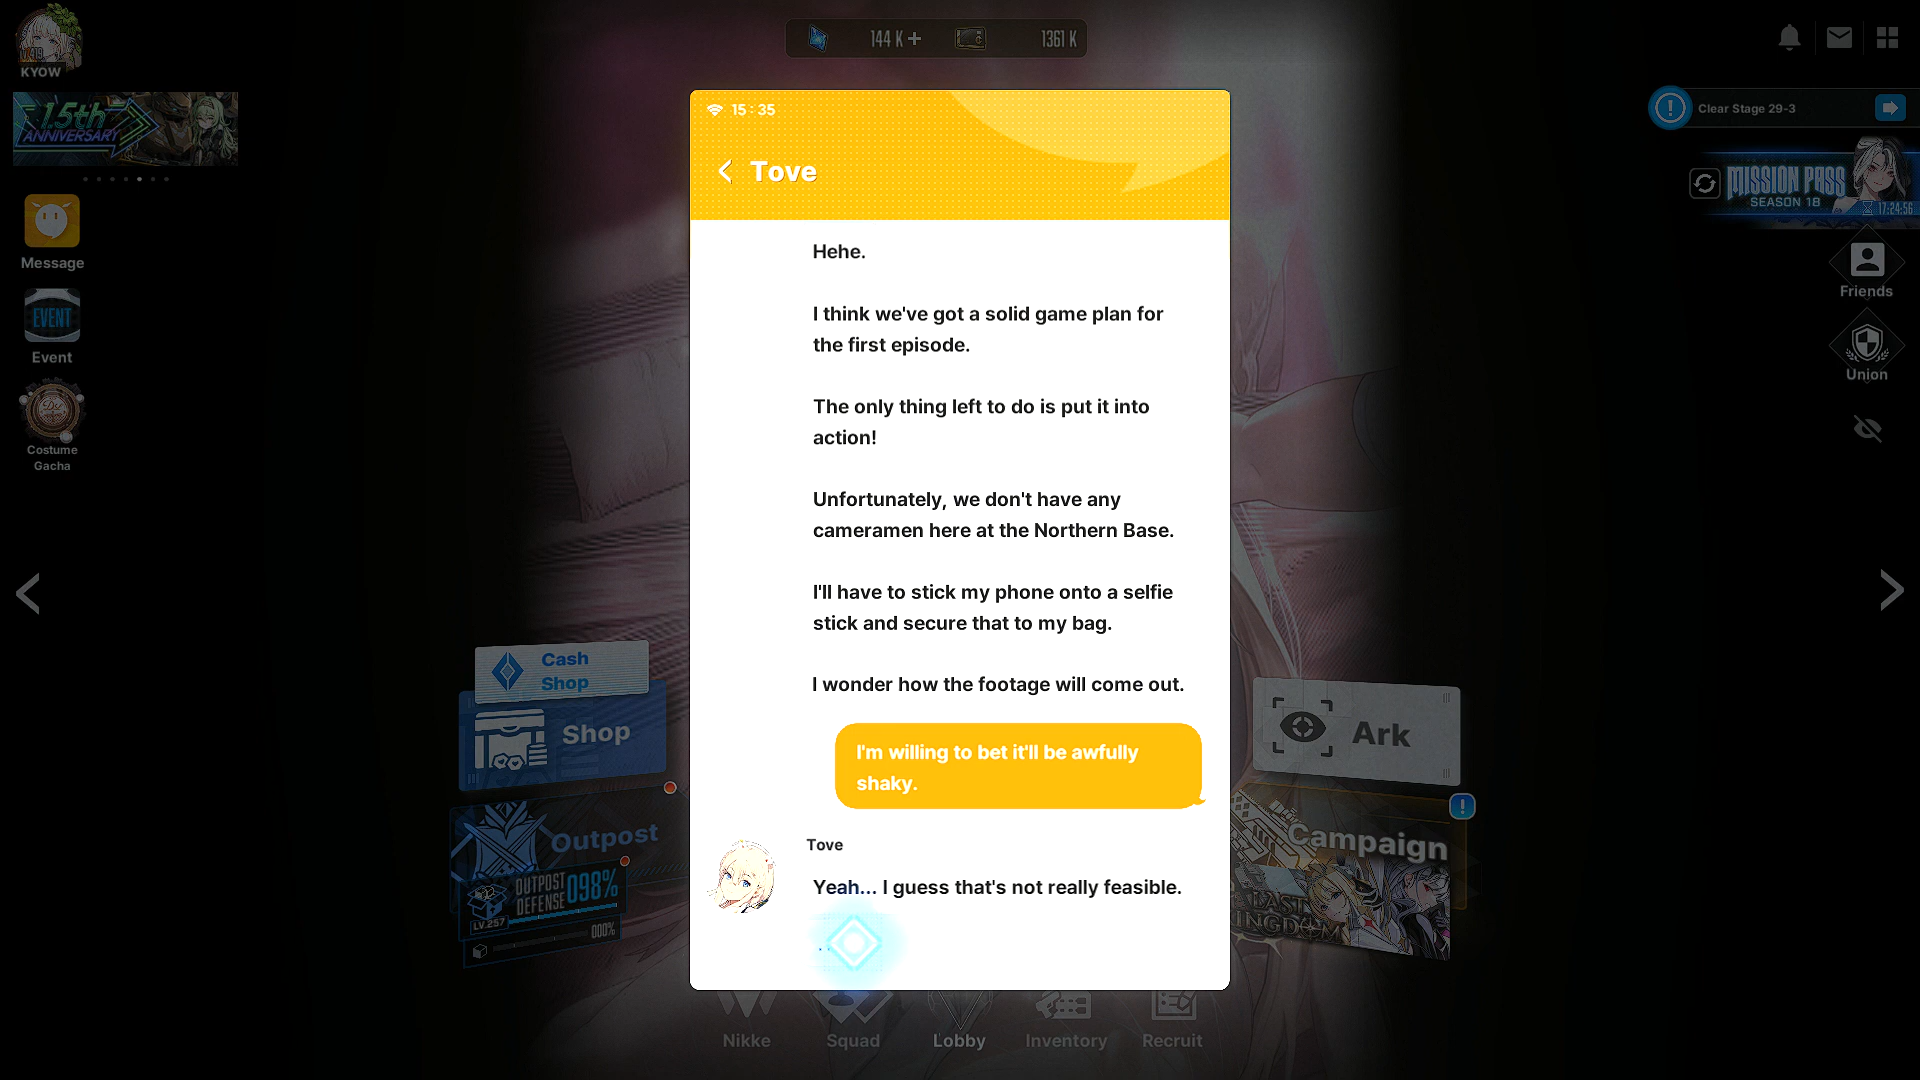 KYOW
144 K
1361 K
1.5th
ANNIVERSARY
Message
EVENT
Event
Costume
Gacha
Clear Stage 29-3
MISSION PASS
SEASON 18
17:24:56
Friends
Union
15 : 35
Tove
Hehe.
I think we've got a solid game plan for
the first episode.
The only thing left to do is put it into
action!
Unfortunately, we don't have any
cameramen here at the Northern Base.
I'll have to stick my phone onto a selfie
stick and secure that to my bag.
I wonder how the footage will come out.
I'm willing to bet it'll be awfully
shaky.
Tove
Yeah... I guess that's not really feasible.
Cash
Shop
Shop
Outpost
OUTPOST
DEFENSE
098%
LV.257
000%
Ark
Campaign
LAST
KINGDOM
Nikke
Squad
Lobby
Inventory
Recruit